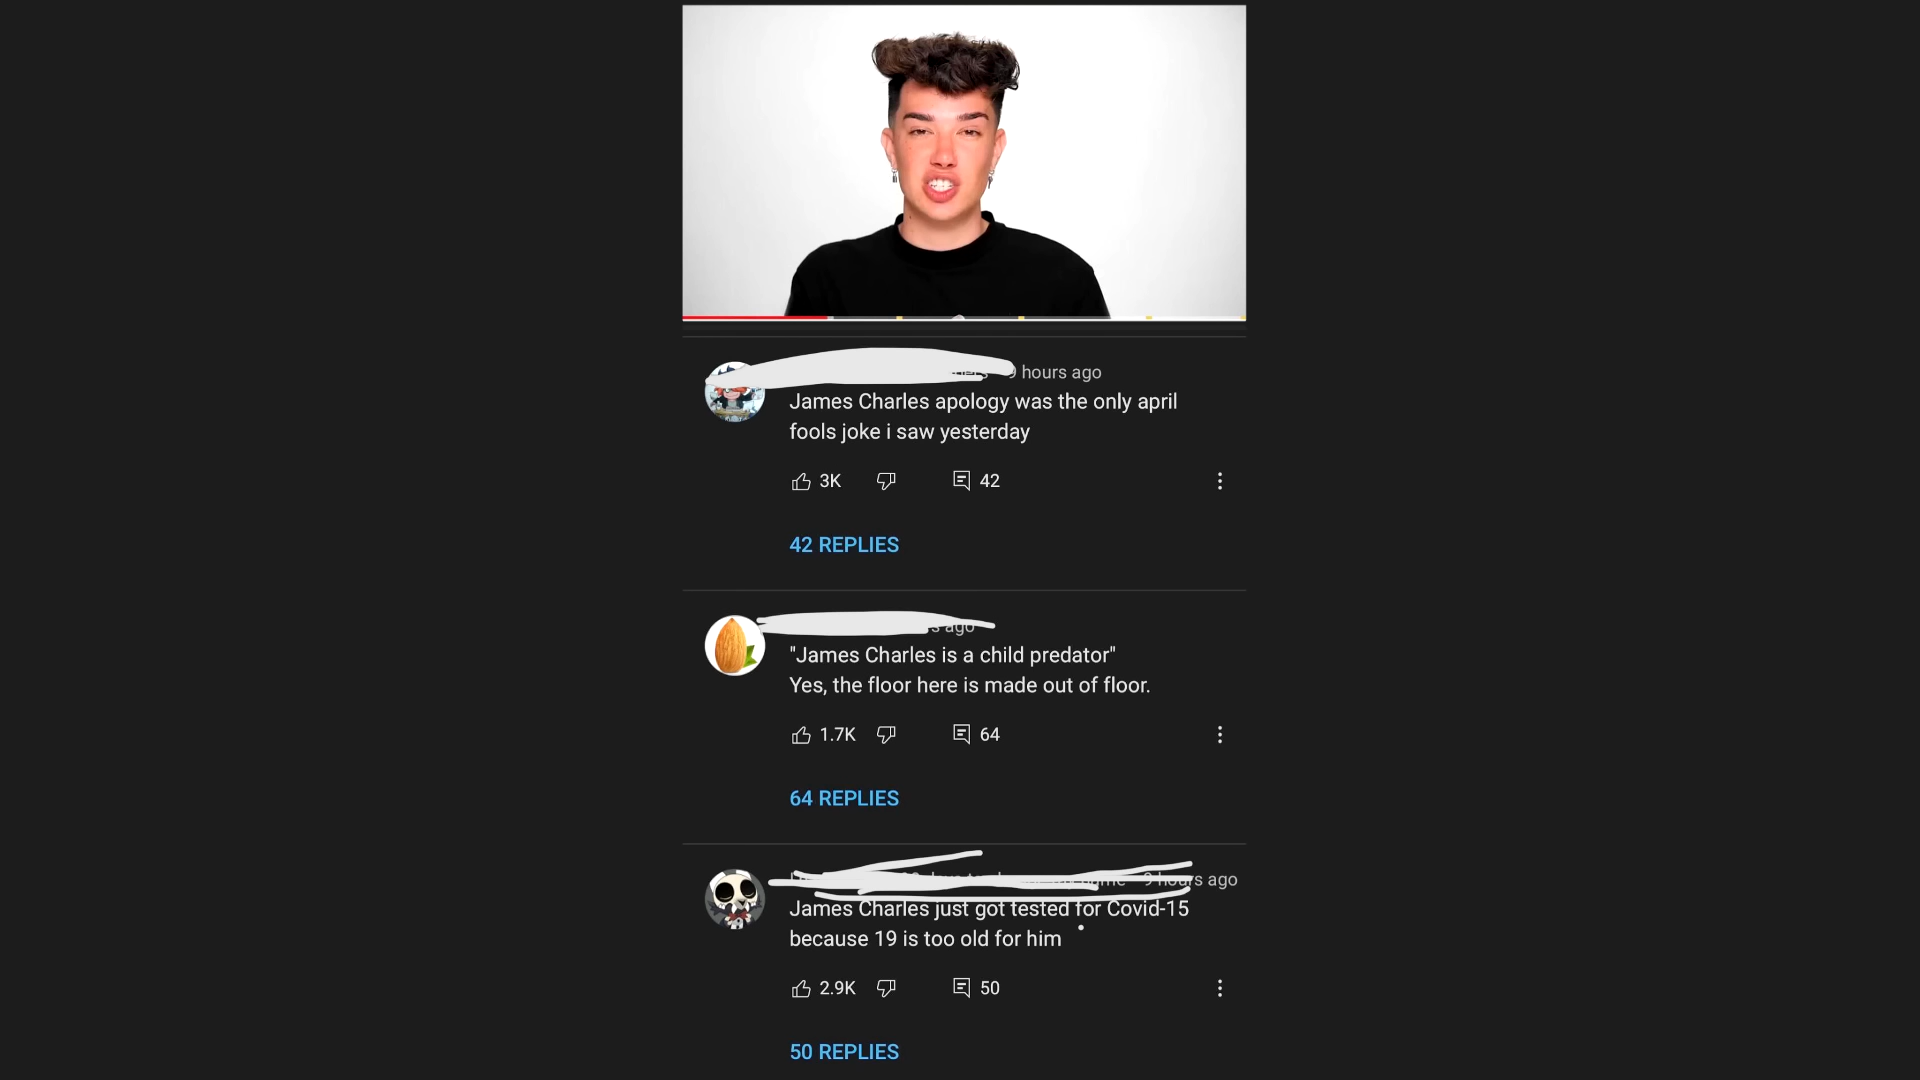 9 hours ago
James Charles apology was the only april
fools joke i saw yesterday
3K 42
42 REPLIES
ago
"James Charles is a child predator"
Yes, the floor here is made out of floor.
1.7K 64
64 REPLIES
9 hours ago
James Charles just got tested for Covid-15
because 19 is too old for him
2.9K 50
50 REPLIES